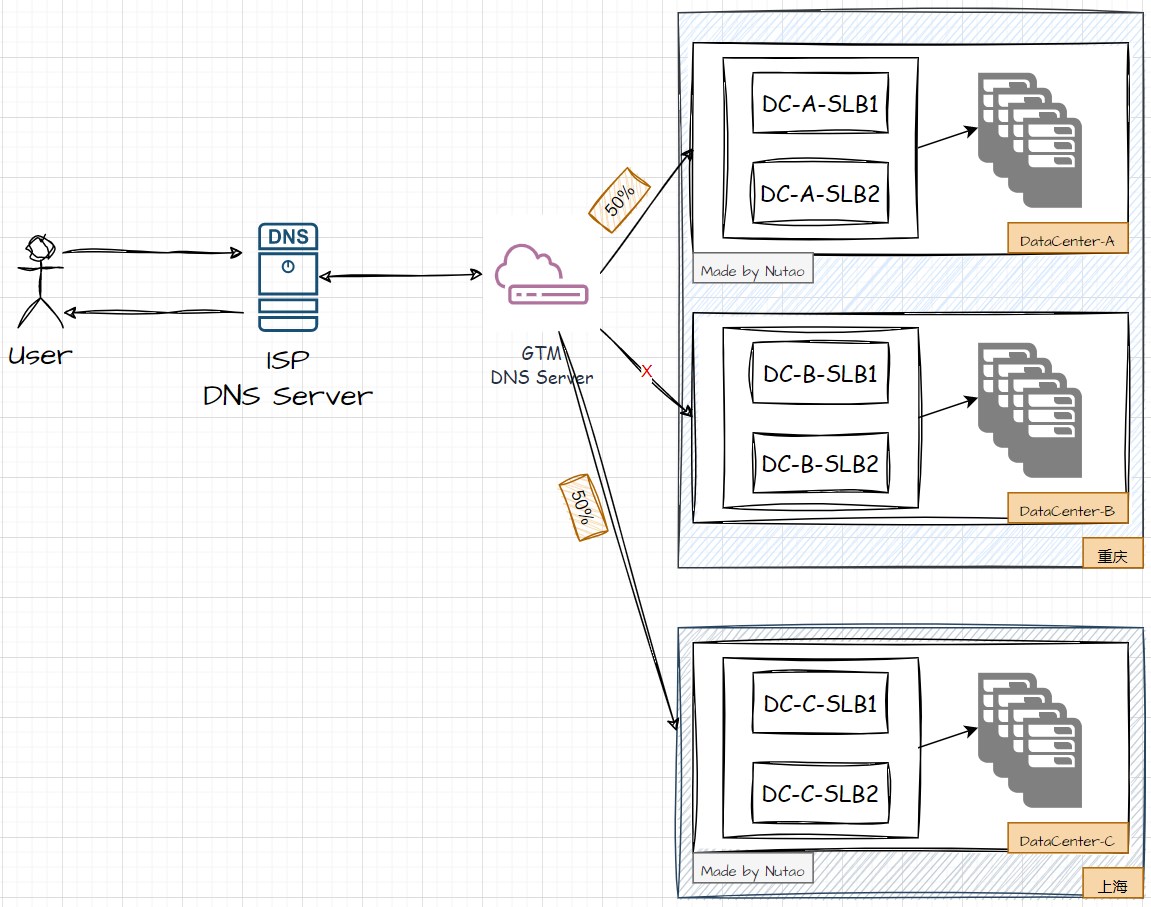 User
DNS
ISP
DNS Server
GTM
DNS Server
50%
X
50%
DC-A-SLB1
DC-A-SLB2
DataCenter-A
Made by Nutao
DC-B-SLB1
DC-B-SLB2
DataCenter-B
重庆
DC-C-SLB1
DC-C-SLB2
DataCenter-C
Made by Nutao
上海